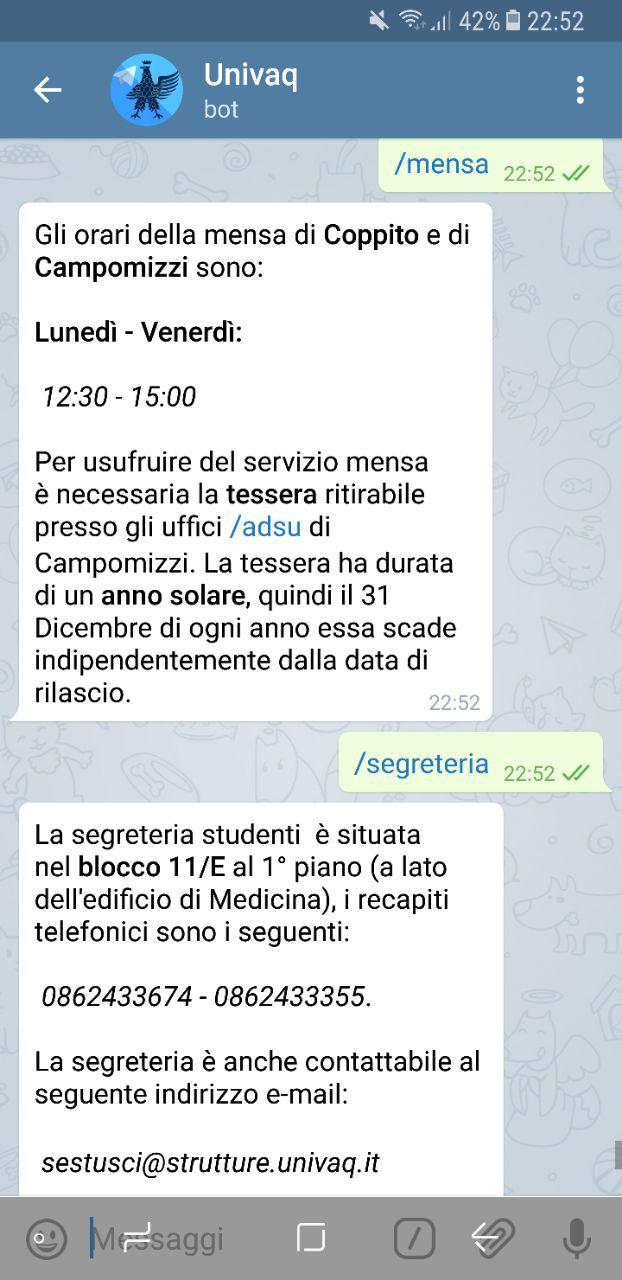 42% 22:52
Univaq
bot
/mensa 22:52
Gli orari della mensa di Coppito e di
Campomizzi sono:
Lunedì - Venerdì:
12:30 - 15:00
Per usufruire del servizio mensa
è necessaria la tessera ritirabile
presso gli uffici /adsu di
Campomizzi. La tessera ha durata
di un anno solare, quindi il 31
Dicembre di ogni anno essa scade
indipendentemente dalla data di
rilascio. 22:52
/segreteria 22:52
La segreteria studenti  è situata
nel blocco 11/E al 1° piano (a lato
dell'edificio di Medicina), i recapiti
telefonici sono i seguenti:
0862433674 - 0862433355.
La segreteria è anche contattabile al
seguente indirizzo e-mail:
sestusci@strutture.univaq.it
Messaggi